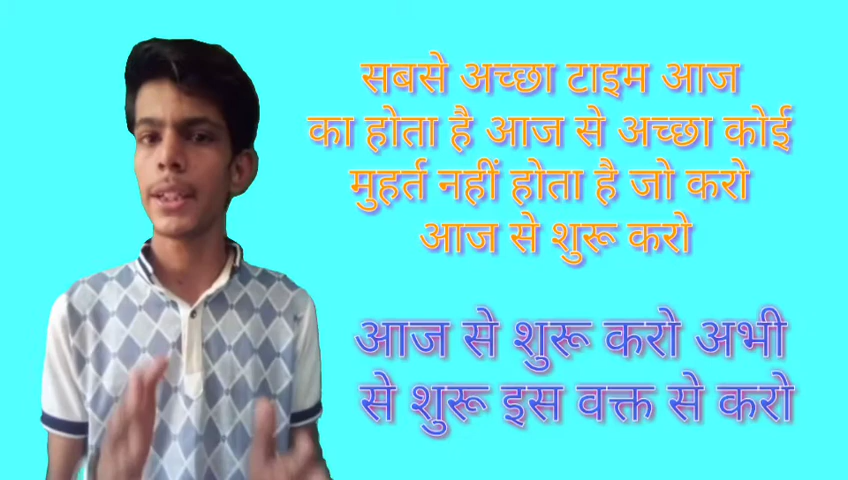 सबसे अच्छा टाइम आज
का होता है आज से अच्छा कोई
मुहर्त नहीं होता है जो करो
आज से शुरू करो
आज से शुरू करो अभी
से शुरू इस वक्त से करो